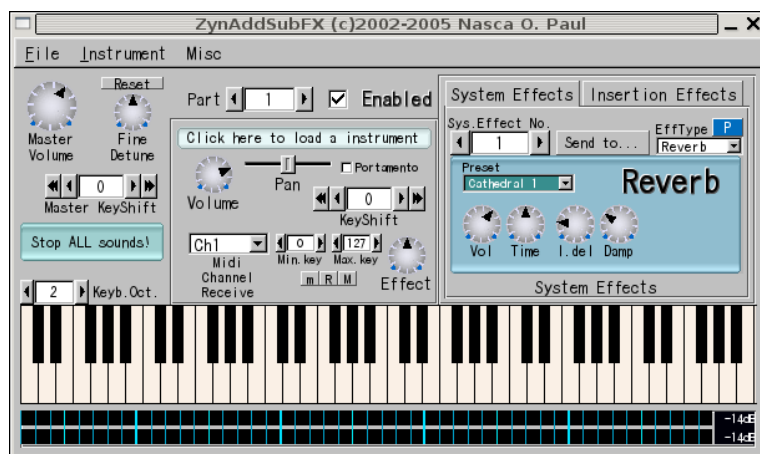 ZynAddSubFX (c)2002-2005 Nasca O. Paul
File Instrument Misc
Reset
Master Volume
Fine Detune
0
Master KeyShift
Stop ALL sounds!
2 Keyb.Oct.
Part 1 Enabled
Click here to load a instrument
Volume
Pan
Portamento
0
KeyShift
Ch1
Midi Channel Receive
0
Min.key
127
Max.key
m R M
Effect
System Effects Insertion Effects
Sys.Effect No.
1
Send to...
EffType P
Reverb
Preset
Cathedral 1
Reverb
Vol Time I.del Damp
System Effects
-14dB
-14dB